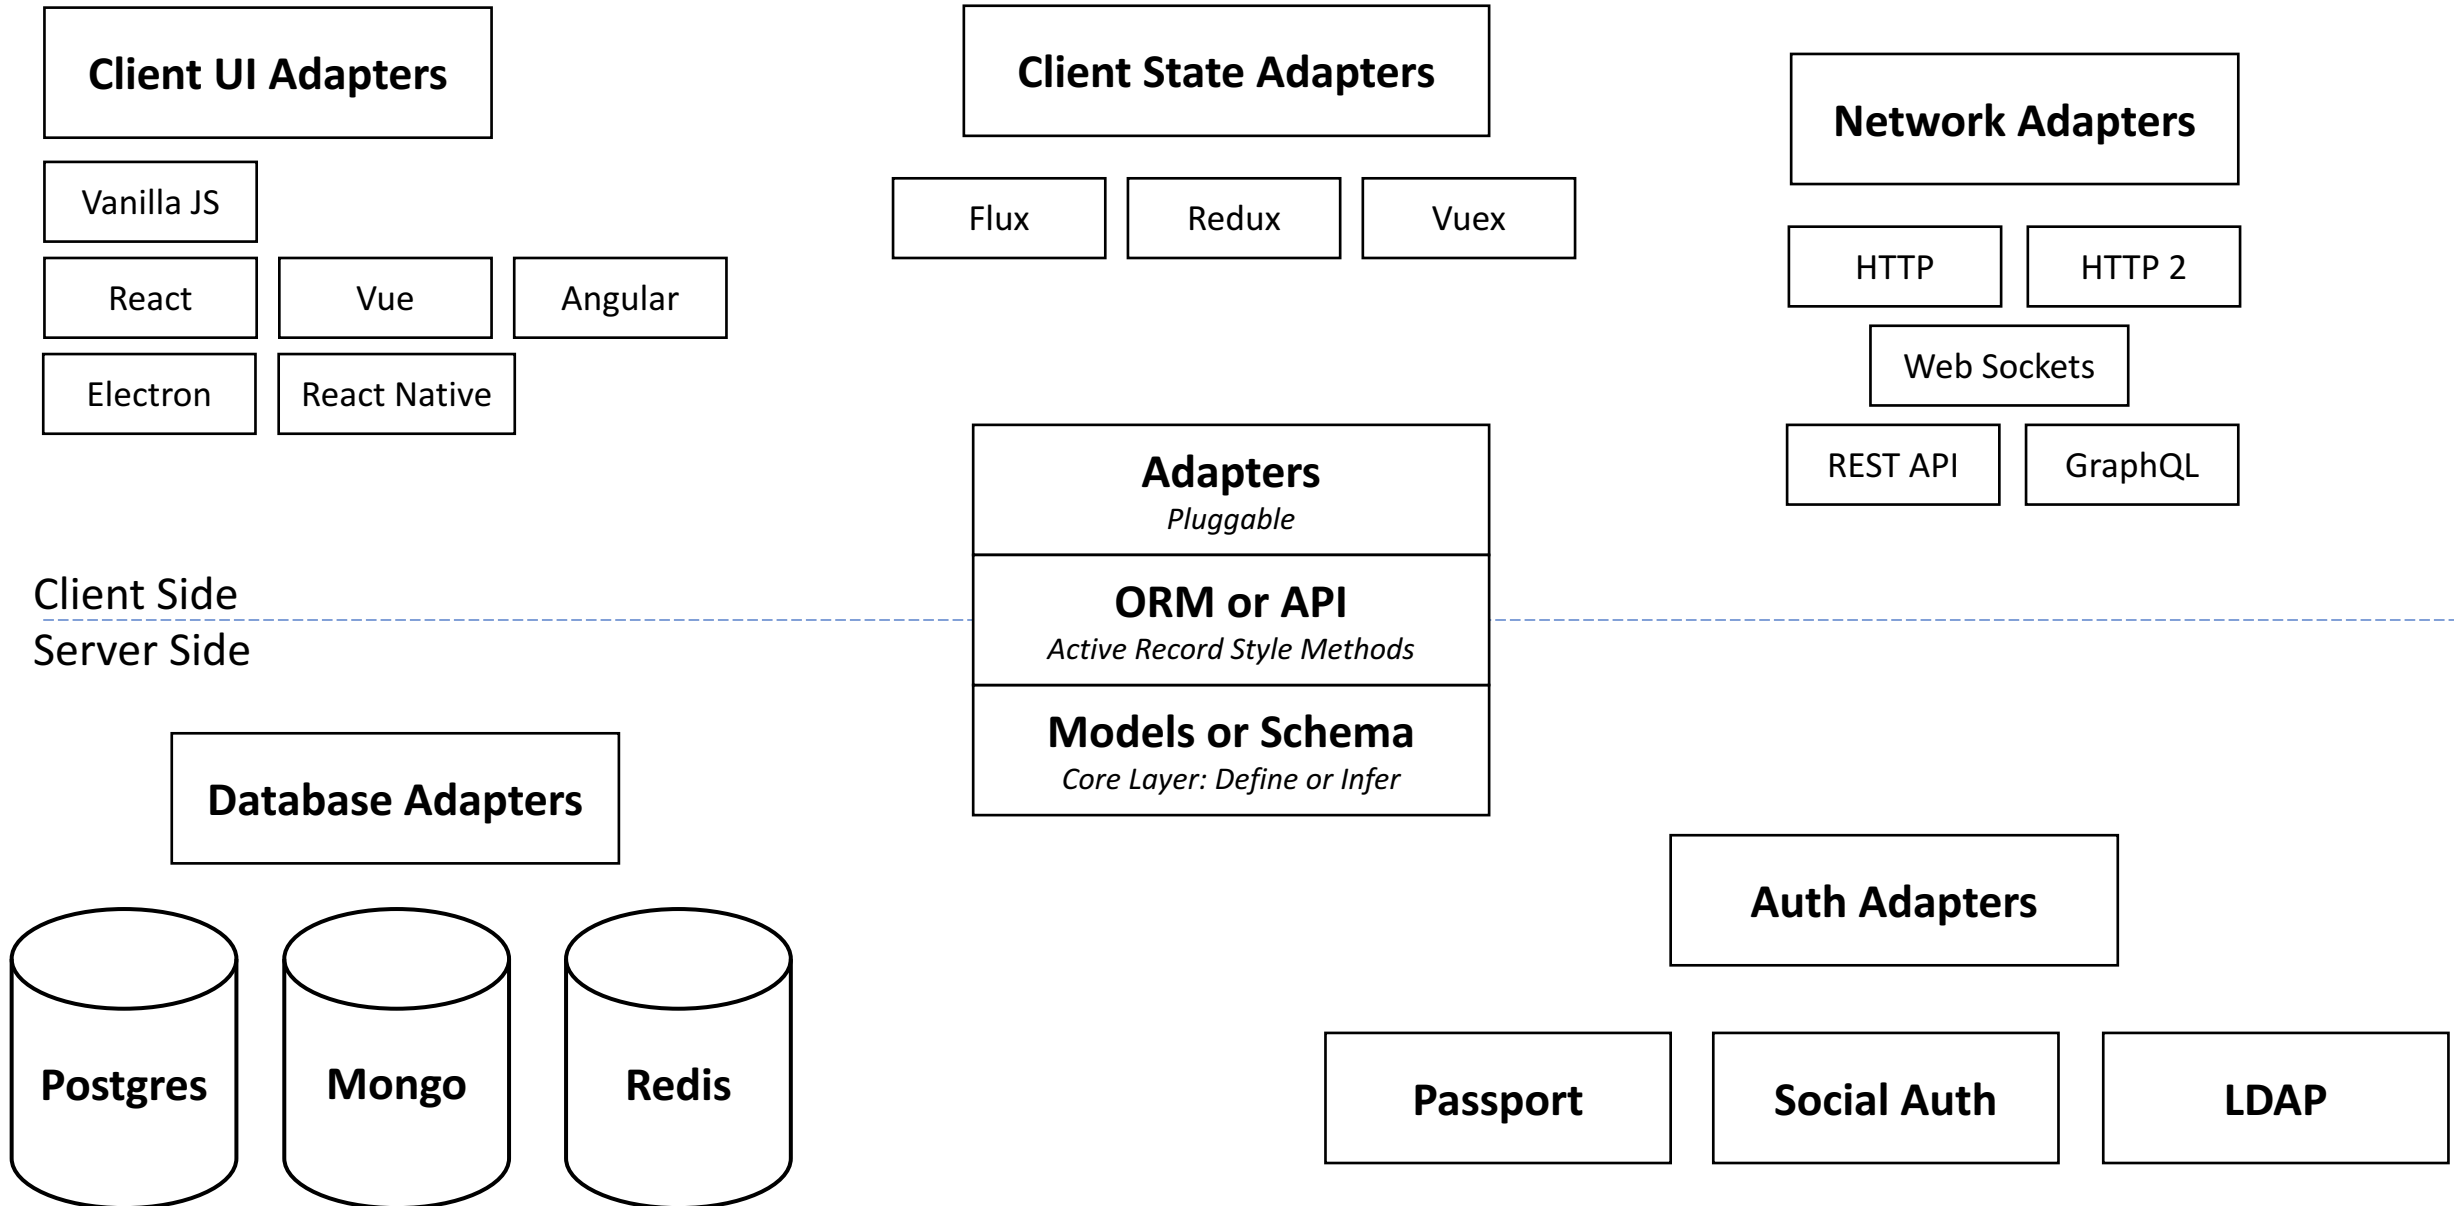 Client UI Adapters
Vanilla JS
React
Vue
Angular
Electron
React Native
Client State Adapters
Flux
Redux
Vuex
Network Adapters
HTTP
HTTP 2
Web Sockets
REST API
GraphQL
Adapters
Pluggable
ORM or API
Active Record Style Methods
Models or Schema
Core Layer: Define or Infer
Client Side
Server Side
Database Adapters
Postgres
Mongo
Redis
Auth Adapters
Passport
Social Auth
LDAP